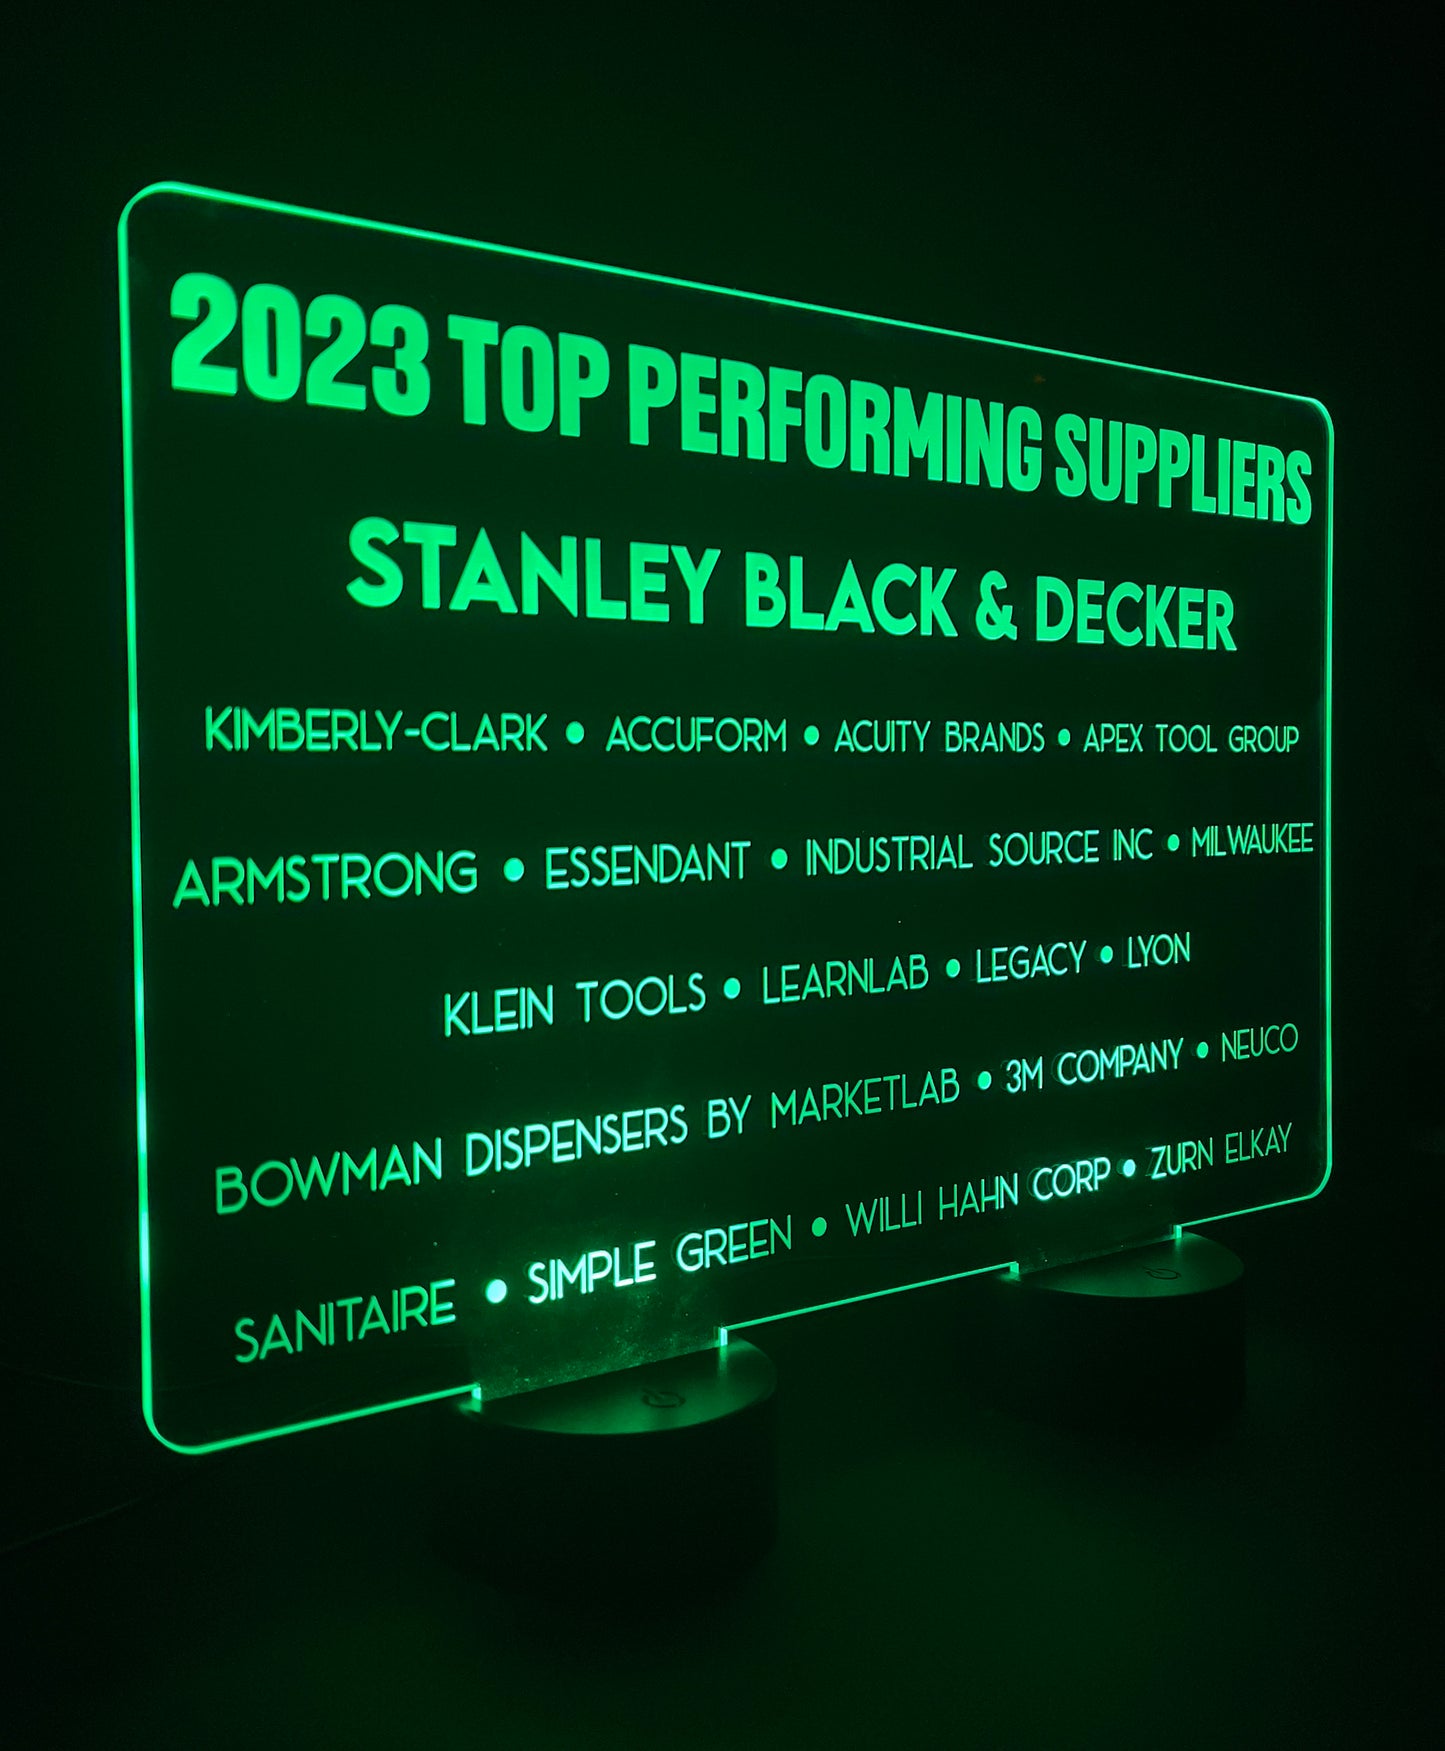 2023 TOP PERFORMING SUPPLIERS
STANLEY BLACK & DECKER
KIMBERLY-CLARK • ACCUFORM • ACUITY BRANDS • APEX TOOL GROUP
ARMSTRONG • ESSENDANT • INDUSTRIAL SOURCE INC • MILWAUKEE
KLEIN TOOLS • LEARNLAB • LEGACY • LYON
BOWMAN DISPENSERS BY MARKETLAB • 3M COMPANY • NEUCO
SANITAIRE • SIMPLE GREEN • WILLI HAHN CORP • ZURN ELKAY